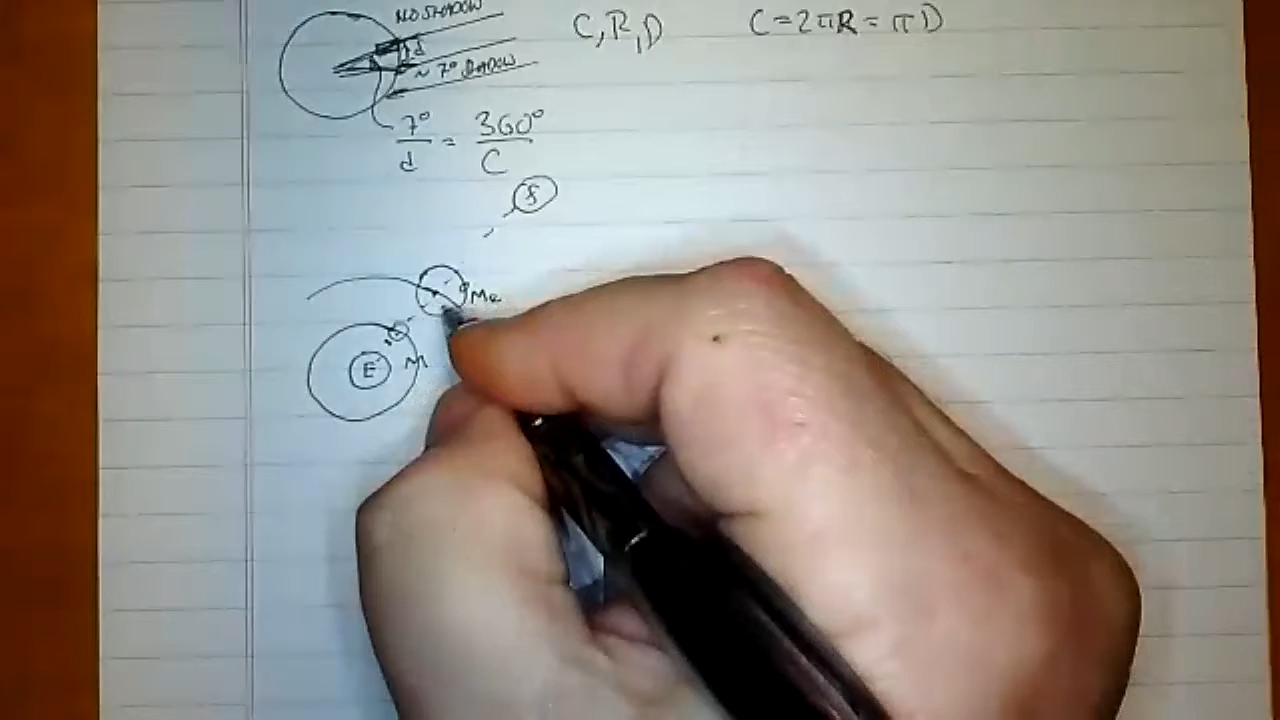 NO SHADOW
C, R, D
C = 2πR = πD
d
~ 7° SHADOW
7°/d = 360°/C
Me
E
M